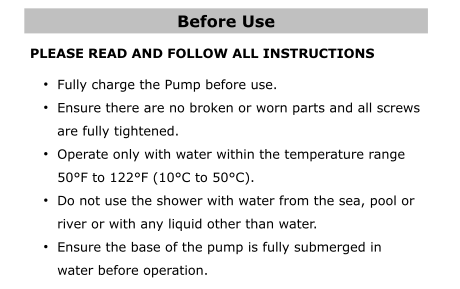 Before Use
PLEASE READ AND FOLLOW ALL INSTRUCTIONS
• Fully charge the Pump before use.
• Ensure there are no broken or worn parts and all screws
are fully tightened.
• Operate only with water within the temperature range
50°F to 122°F (10°C to 50°C).
• Do not use the shower with water from the sea, pool or
river or with any liquid other than water.
• Ensure the base of the pump is fully submerged in
water before operation.